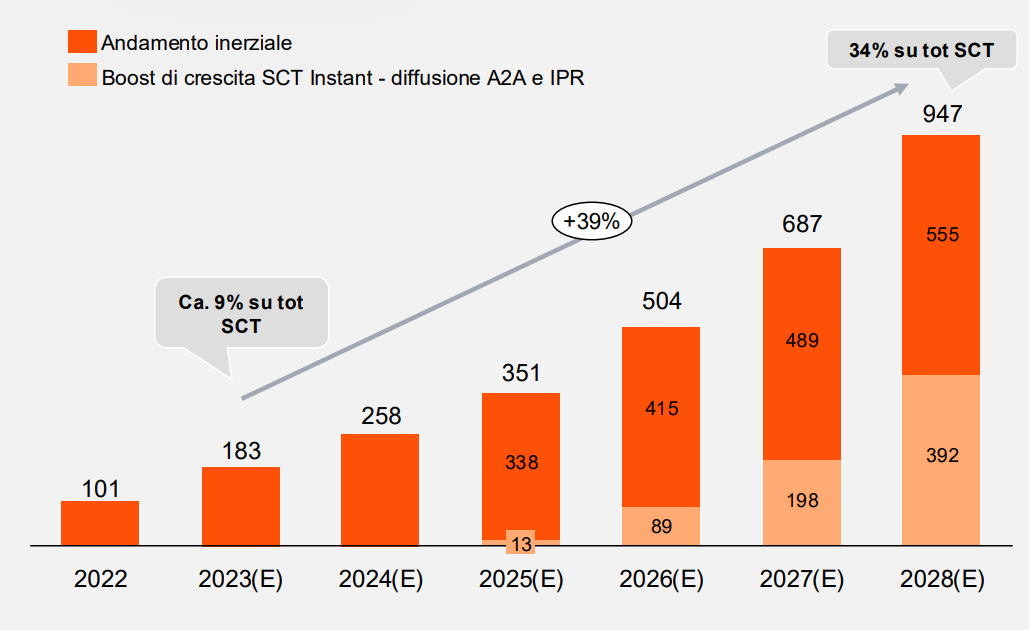 Andamento inerziale
Boost di crescita SCT Instant - diffusione A2A e IPR
34% su tot SCT
947
+39%
687
555
Ca. 9% su tot
SCT
504
489
351
415
258
338
392
183
198
101
89
13
2022
2023(E)
2024(E)
2025(E)
2026(E)
2027(E)
2028(E)